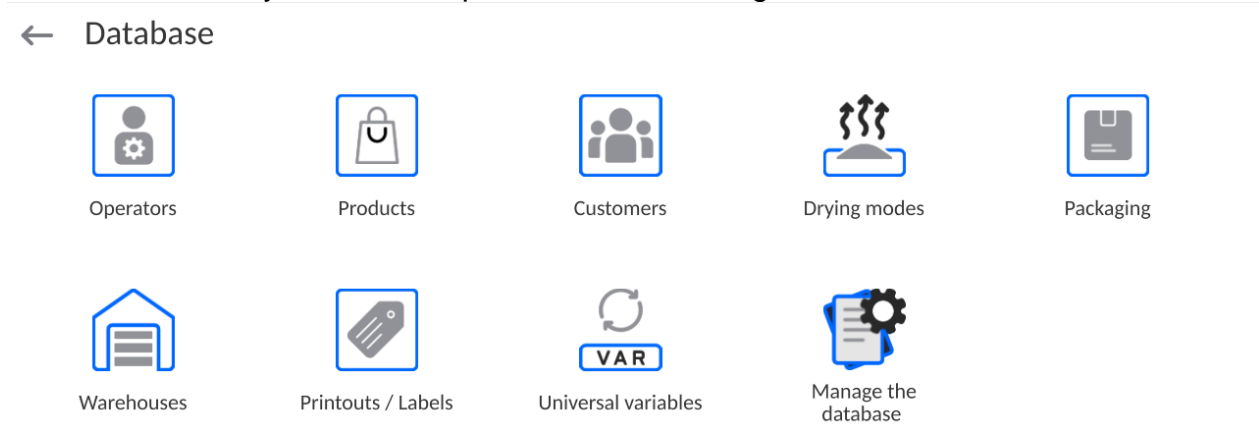 Database
Operators
Products
Customers
Drying modes
Packaging
Warehouses
Printouts / Labels
VAR
Universal variables
Manage the
database